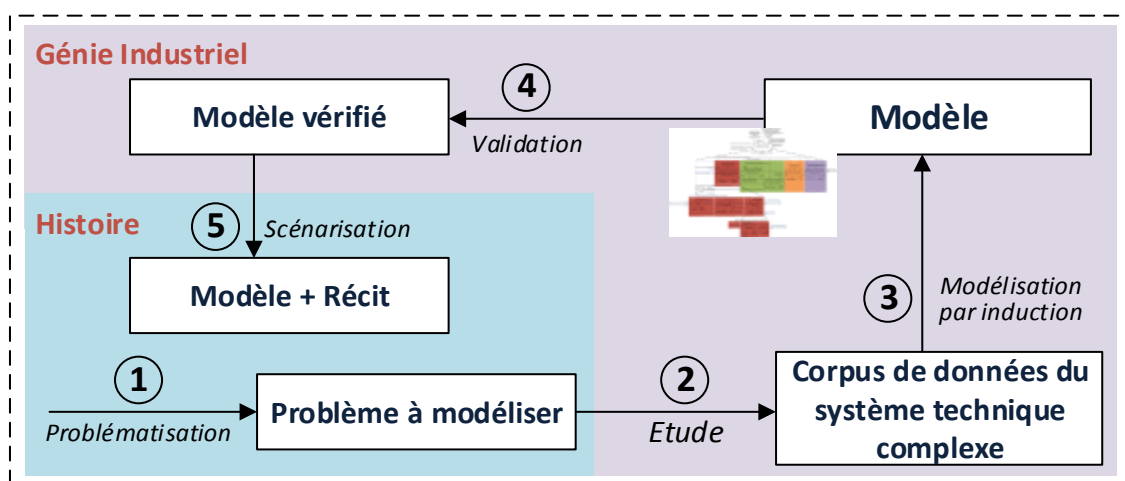 Génie Industriel
4
Modèle vérifié
Validation
Modèle
Histoire
5
Scénarisation
Modèle + Récit
3
Modélisation
par induction
1
Problématisation
Problème à modéliser
2
Etude
Corpus de données du
système technique
complexe